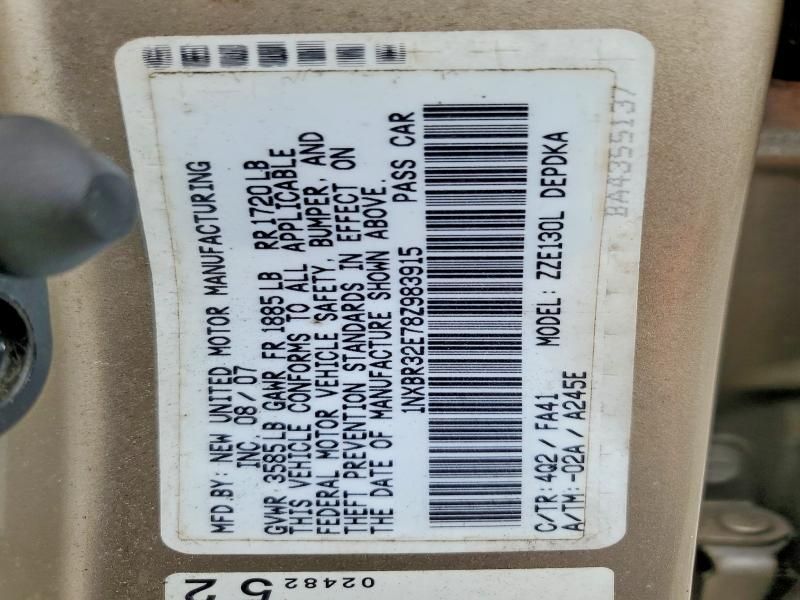 MFD.BY: NEW UNITED MOTOR MANUFACTURING
INC. 08/07
GVWR 3585LB GAWR FR 1885LB RR 1720LB
THIS VEHICLE CONFORMS TO ALL APPLICABLE
FEDERAL MOTOR VEHICLE SAFETY, BUMPER, AND
THEFT PREVENTION STANDARDS IN EFFECT ON
THE DATE OF MANUFACTURE SHOWN ABOVE.
1NXBR32E78Z983915 PASS CAR
C/TR:4Q2/FA41 MODEL: ZZE130L DEPDKA
A/TM:-02A/A245E
BA4355137
02482
52